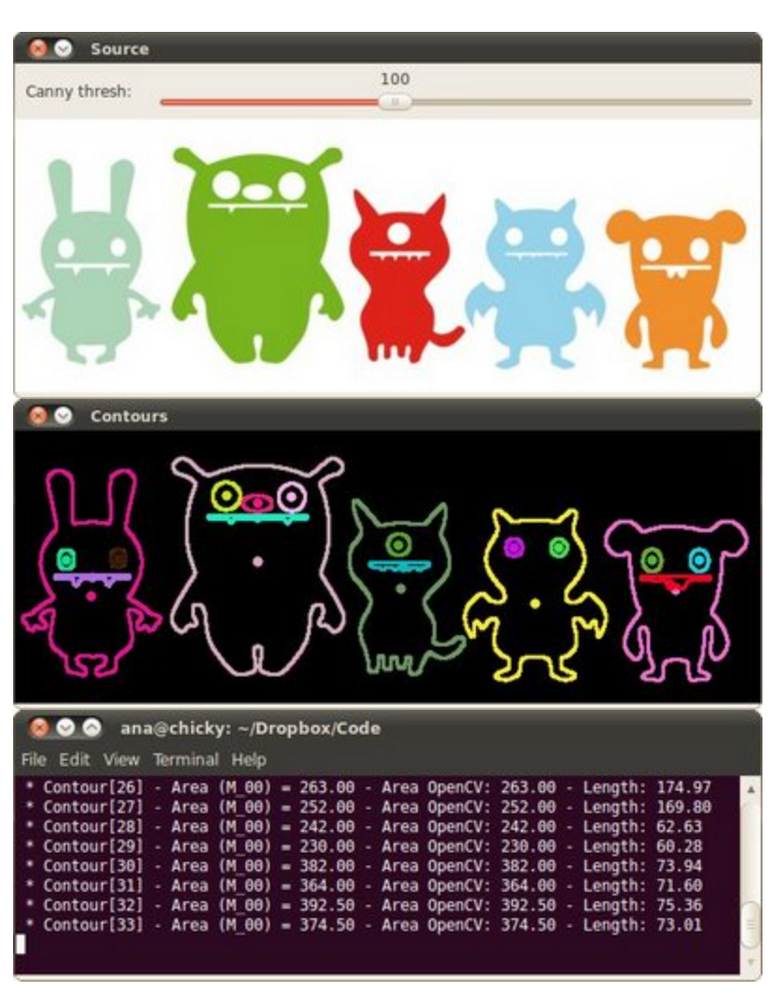 Source
Canny thresh:
100
Contours
ana@chicky: ~/Dropbox/Code
File Edit View Terminal Help
* Contour[26] - Area (M_00) = 263.00 - Area OpenCV: 263.00 - Length: 174.97
* Contour[27] - Area (M_00) = 252.00 - Area OpenCV: 252.00 - Length: 169.80
* Contour[28] - Area (M_00) = 242.00 - Area OpenCV: 242.00 - Length: 62.63
* Contour[29] - Area (M_00) = 230.00 - Area OpenCV: 230.00 - Length: 60.28
* Contour[30] - Area (M_00) = 382.00 - Area OpenCV: 382.00 - Length: 73.94
* Contour[31] - Area (M_00) = 364.00 - Area OpenCV: 364.00 - Length: 71.60
* Contour[32] - Area (M_00) = 392.50 - Area OpenCV: 392.50 - Length: 75.36
* Contour[33] - Area (M_00) = 374.50 - Area OpenCV: 374.50 - Length: 73.01